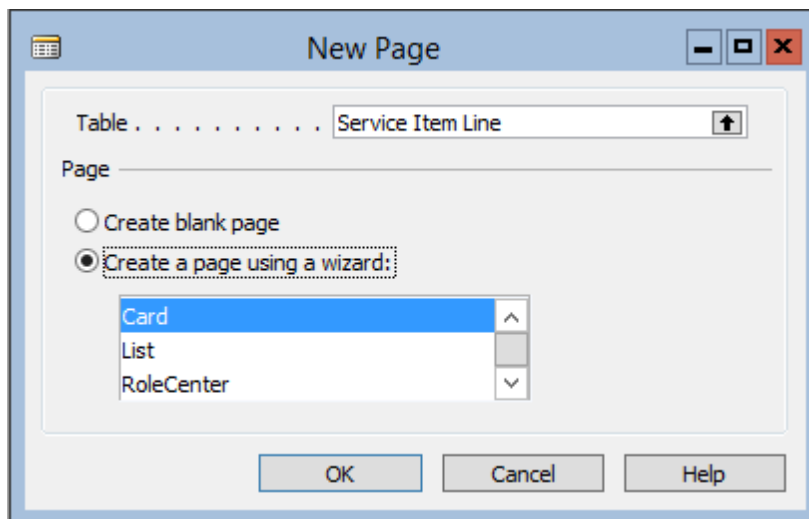 New Page
Table . . . . . . . . . . Service Item Line
Page
Create blank page
Create a page using a wizard:
Card
List
RoleCenter
OK Cancel Help